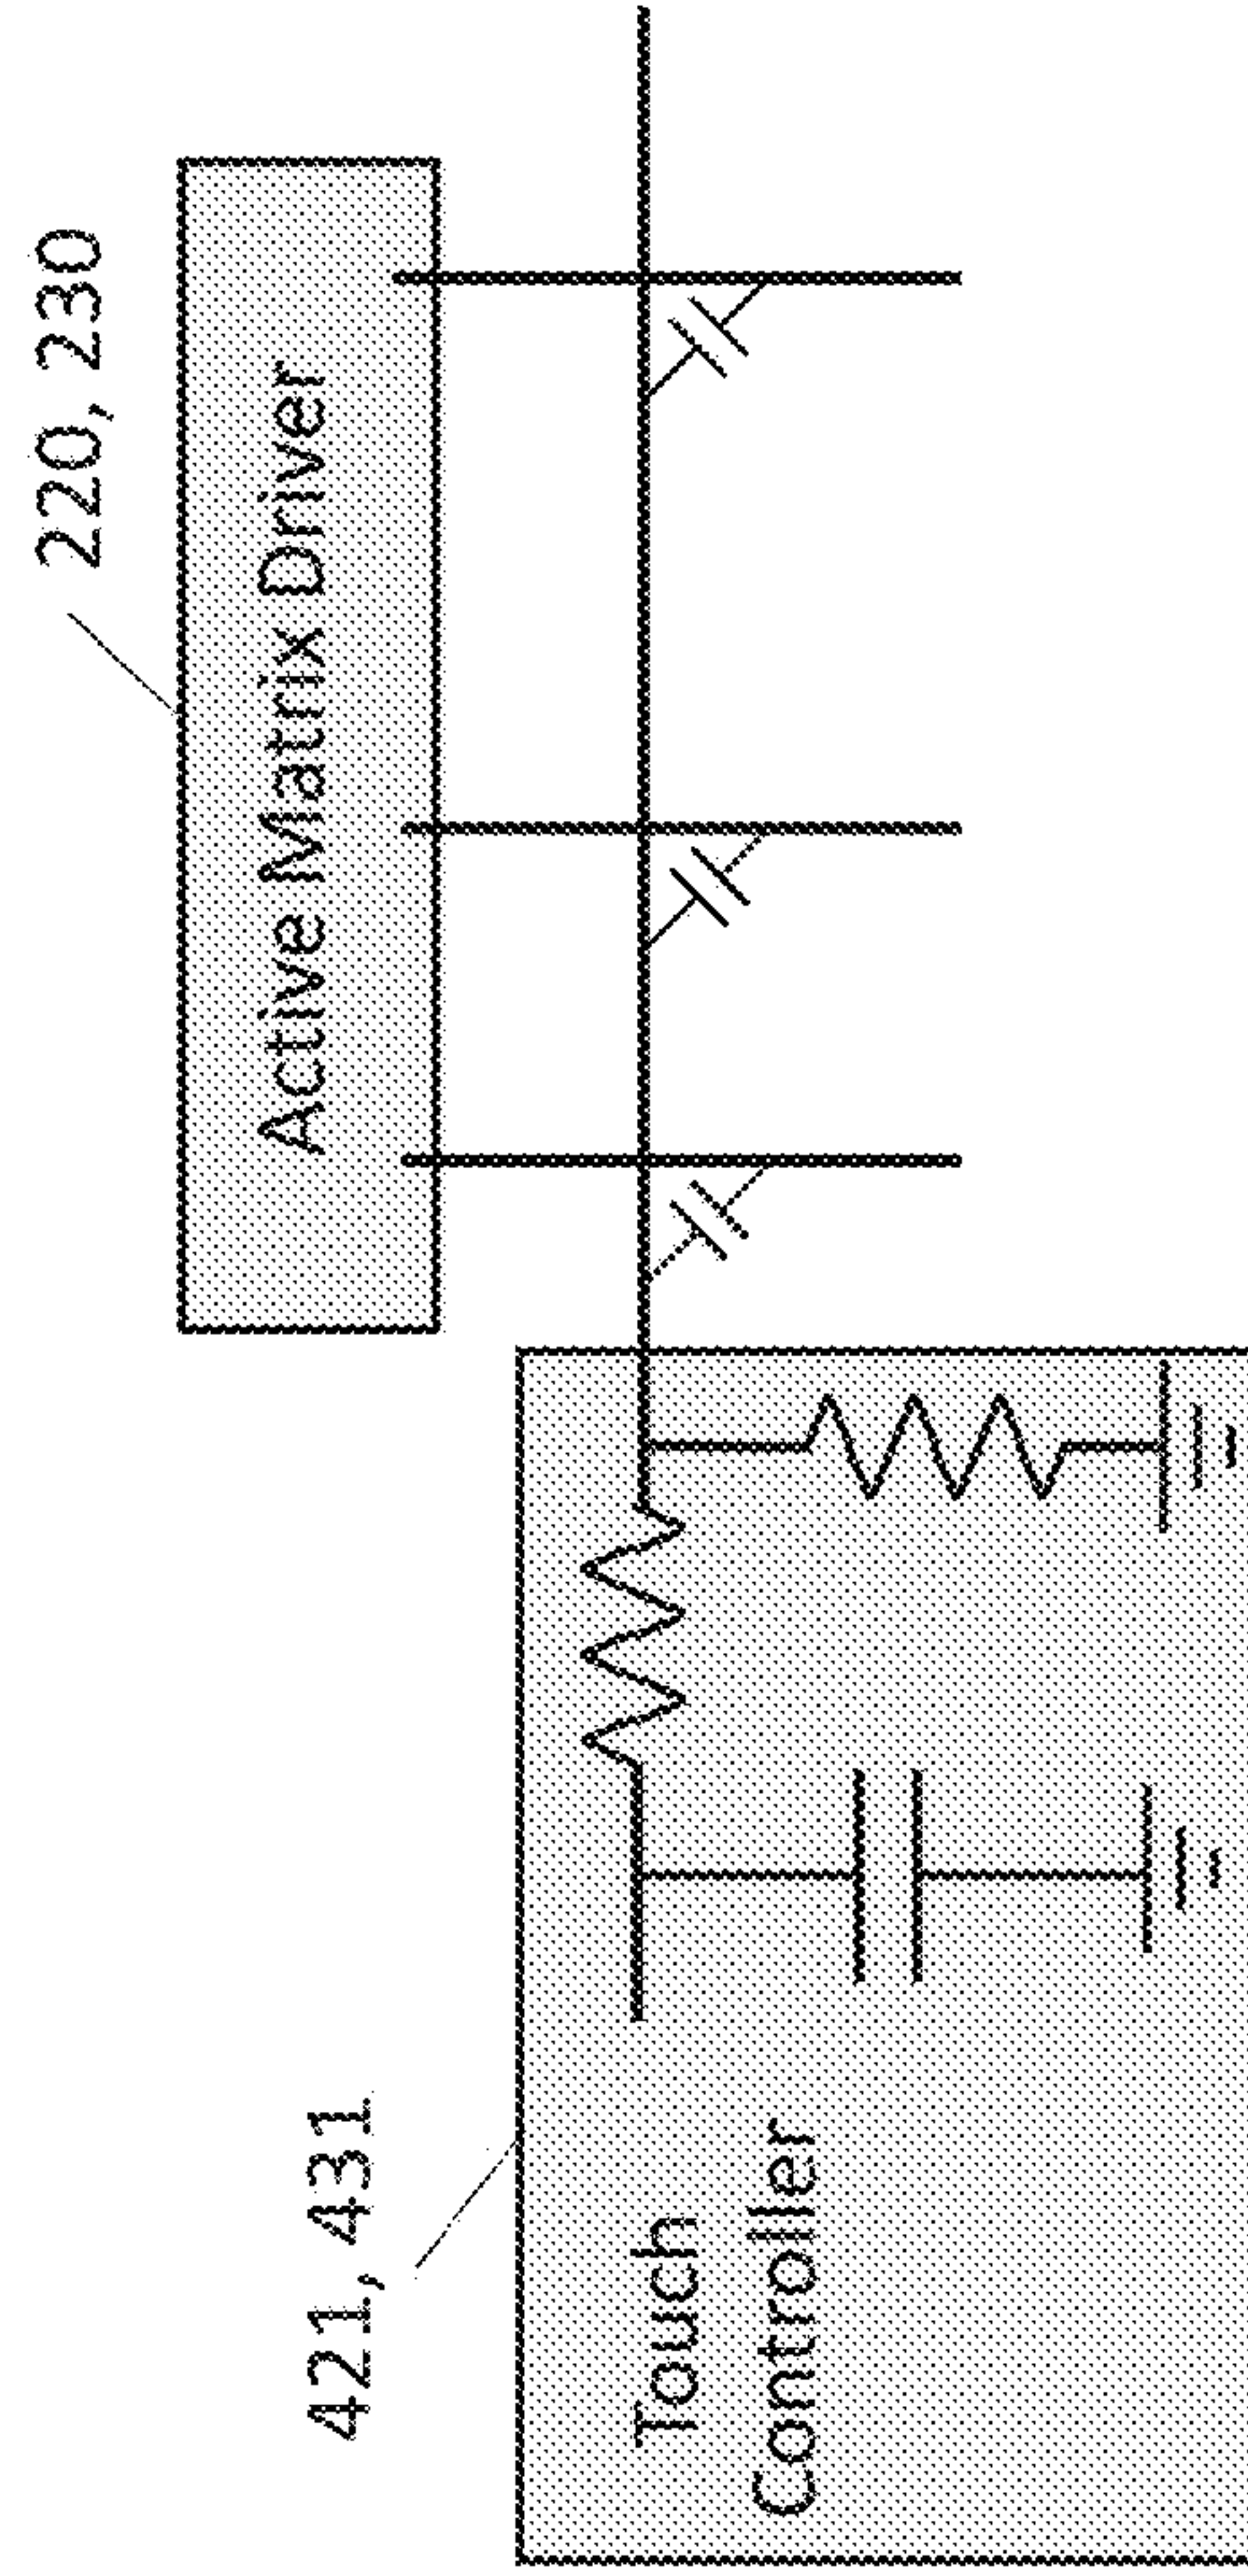 220, 230
Active Matrix Driver
421, 431
Touch
Controller